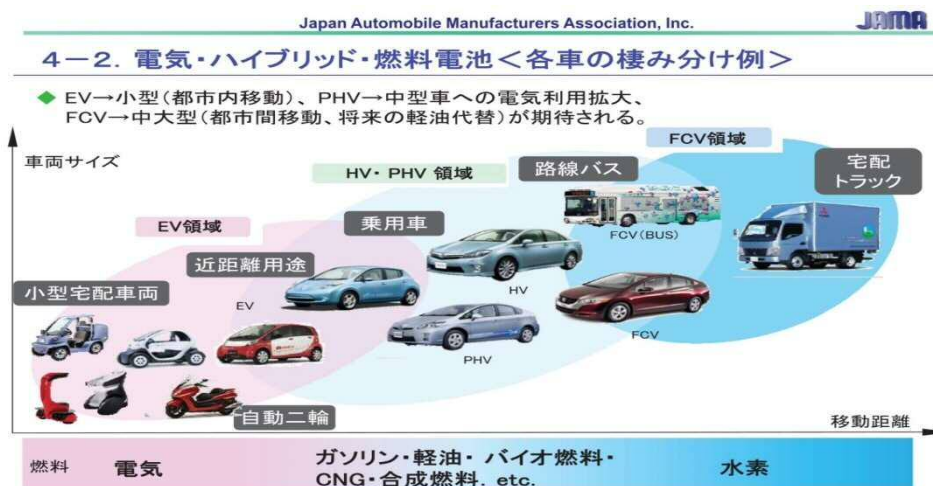 Japan Automobile Manufacturers Association, Inc.
JAMA
4-2. 電気・ハイブリッド・燃料電池<各車の棲み分け例>
◆ EV→小型(都市内移動)、PHV→中型車への電気利用拡大、
FCV→中大型(都市間移動、将来の軽油代替)が期待される。
車両サイズ
FCV領域
HV・PHV 領域
路線バス
宅配
トラック
EV領域
乗用車
FCV(BUS)
近距離用途
小型宅配車両
EV
HV
PHV
FCV
自動二輪
移動距離
燃料
電気
ガソリン・軽油・バイオ燃料・
CNG・合成燃料, etc.
水素